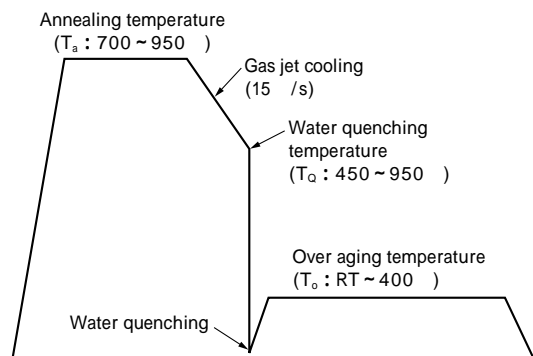 Annealing temperature
(Ta : 700 ~ 950 )
Gas jet cooling
(15 /s)
Water quenching
temperature
(TQ : 450 ~ 950 )
Over aging temperature
(To : RT ~ 400 )
Water quenching